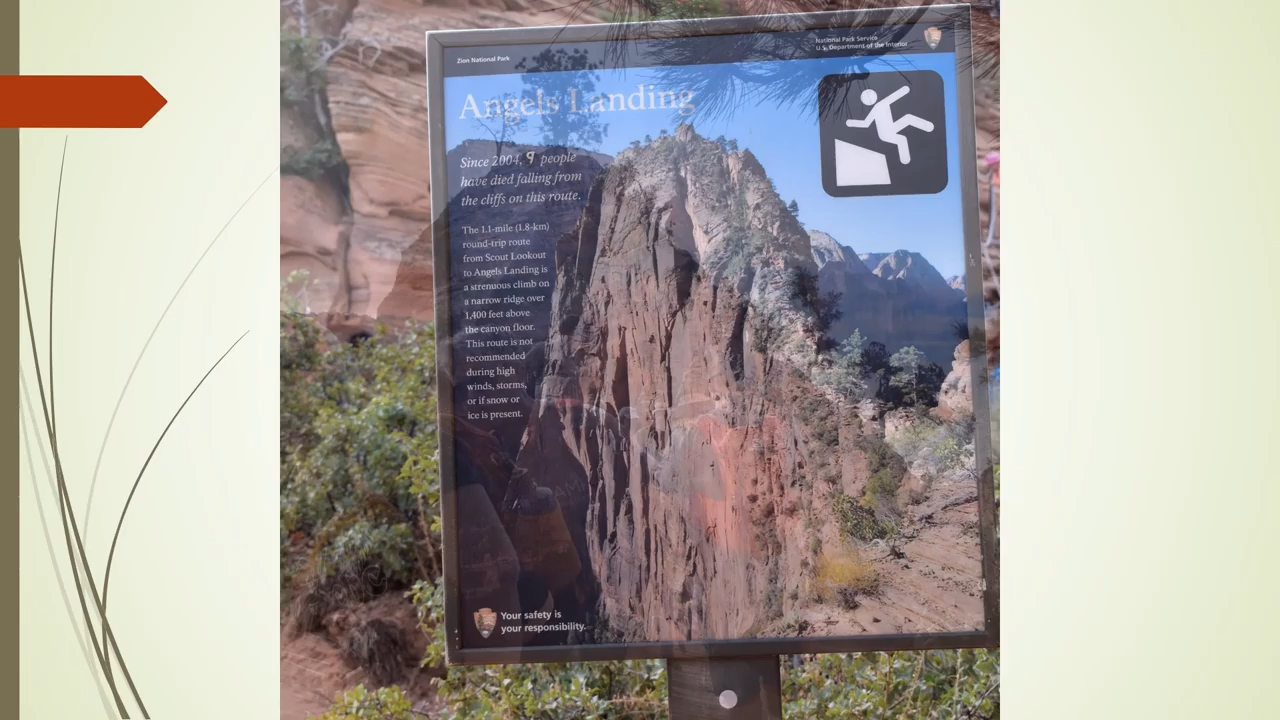 Zion National Park
National Park Service
U.S. Department of the Interior
Angels Landing
Since 2004, 9 people
have died falling from
the cliffs on this route.
The 1.1-mile (1.8-km)
round-trip route
from Scout Lookout
to Angels Landing is
a strenuous climb on
a narrow ridge over
1,400 feet above
the canyon floor.
This route is not
recommended
during high
winds, storms,
or if snow or
ice is present.
Your safety is
your responsibility.